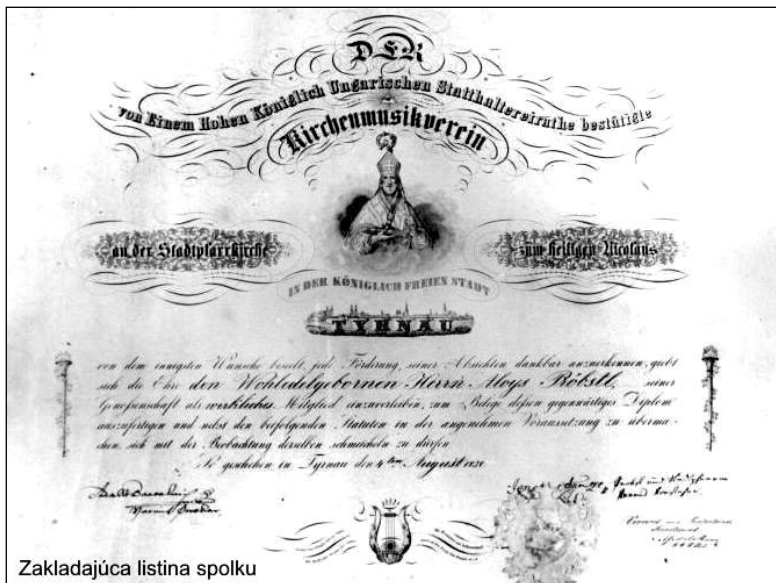 DER
von Einem Hohen Königlich Ungarischen Statthaltereirathe bestätigte
Kirchenmusikverein
an der Stadtpfarrkirche
zum heiligen Nicolaus
IN DER KÖNIGLICH FREIEN STADT
TYRNAU
von dem innigsten Wunsche beseelt, jede Förderung, seiner Absichten dankbar anzuerkennen, giebt
sich die Ehre den Wohledelgebornen Herrn Aloys seiner
Genossenschaft als wirkliches Mitglied einzuverleiben, zum Belege dessen gegenwärtiges Diplom
auszufertigen und nebst den beifolgenden Statuten in der angenehmen Voraussetzung zu überma-
chen, sich mit der Beobachtung derselben schmeicheln zu dürfen
So geschehen in Tyrnau den 4ten August 1838
Zakladajúca listina spolku